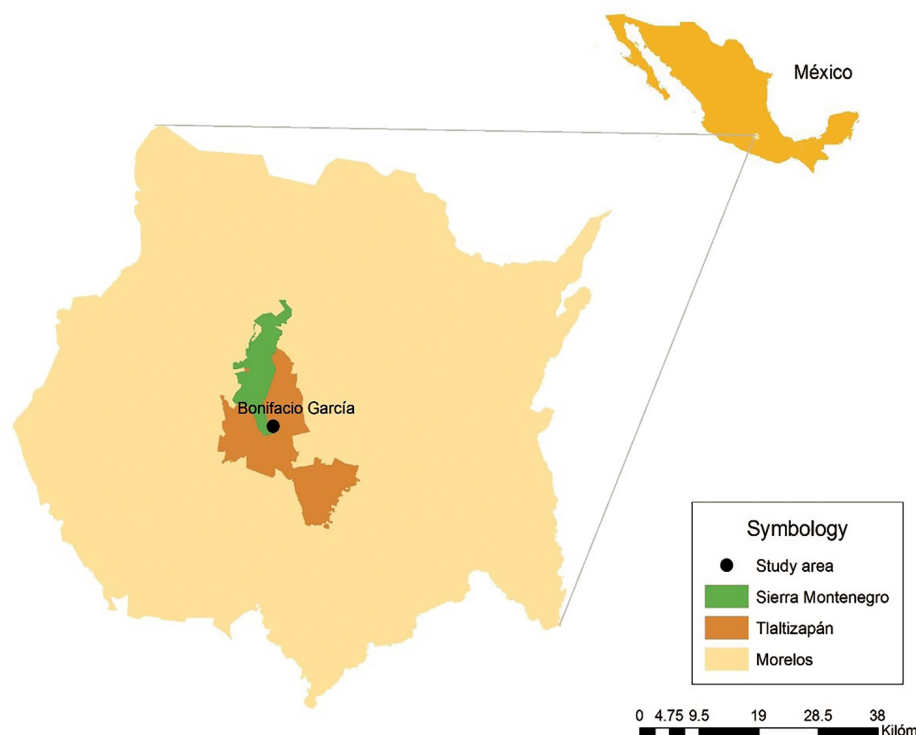 México
Bonifacio García
Symbology
Study area
Sierra Montenegro
Tlaltizapán
Morelos
0 4.75 9.5 19 28.5 38
Kilóm